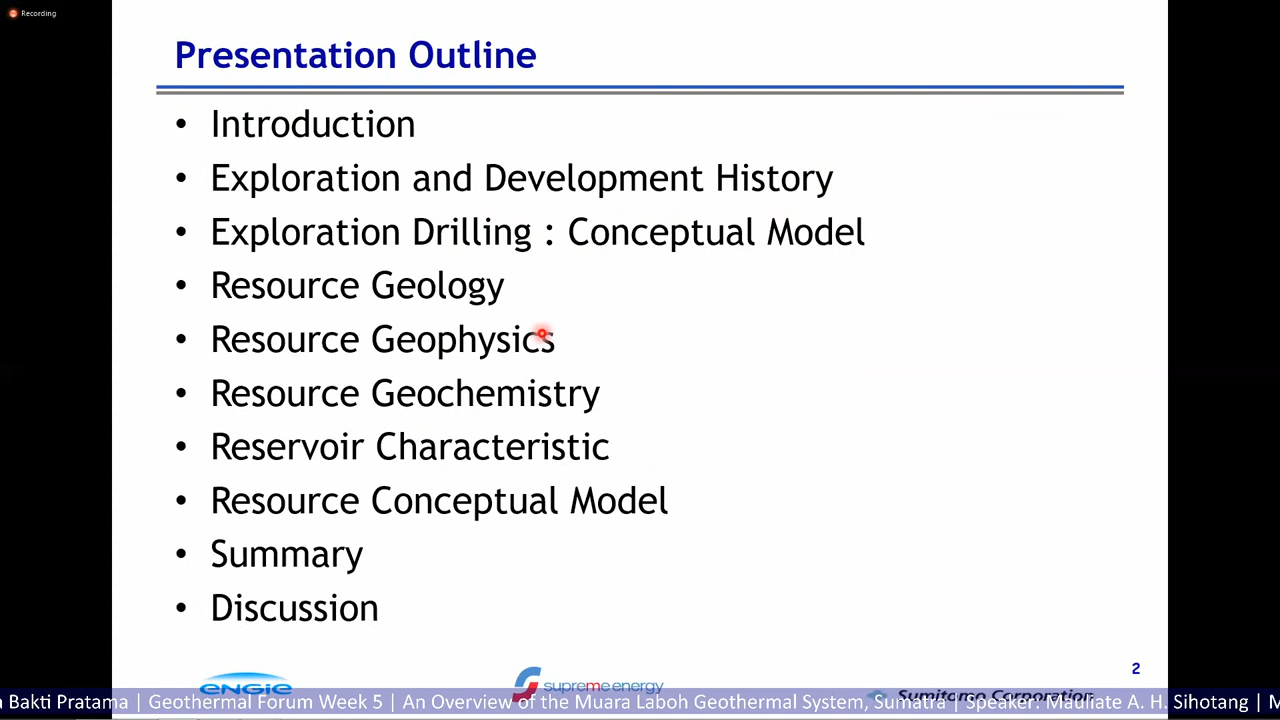 Recording
Presentation Outline
• Introduction
• Exploration and Development History
• Exploration Drilling : Conceptual Model
• Resource Geology
• Resource Geophysics
• Resource Geochemistry
• Reservoir Characteristic
• Resource Conceptual Model
• Summary
• Discussion
2
ENGIE
supreme energy
Sumitomo Corporation
Bakti Pratama | Geothermal Forum Week 5 | An Overview of the Muara Laboh Geothermal System, Sumatra | Speaker: Mauliate A. H. Sihotang |